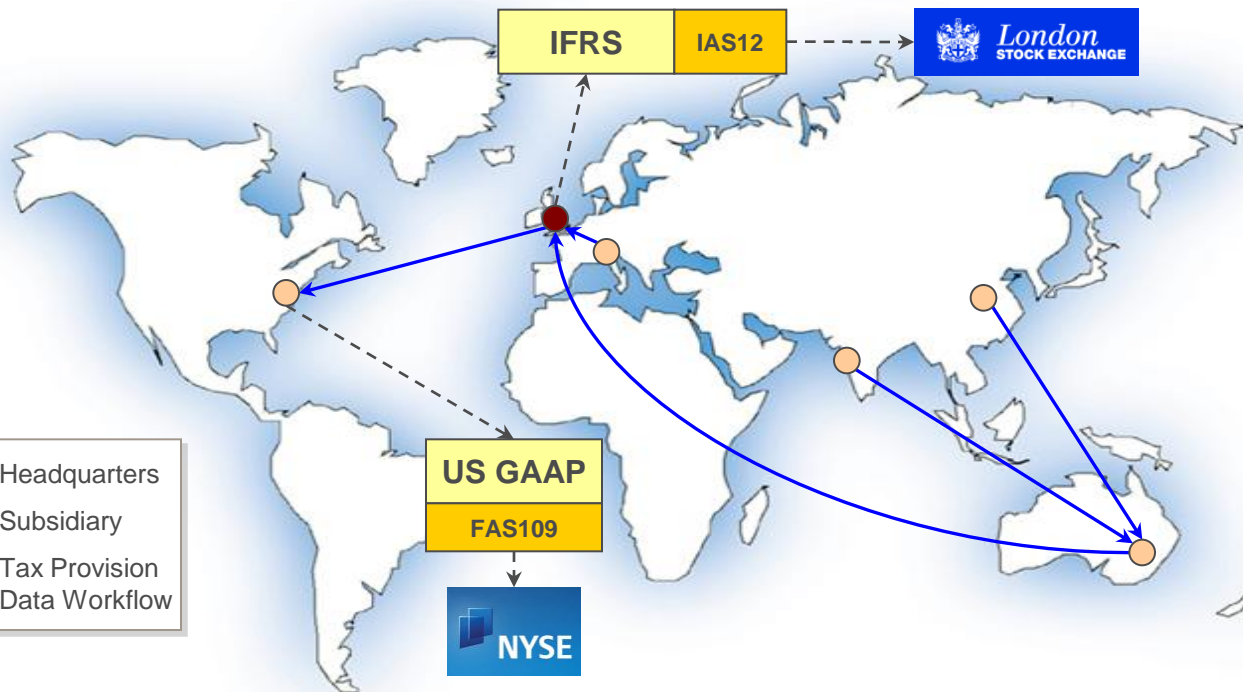 IFRS
IAS12
London
STOCK EXCHANGE
US GAAP
FAS109
NYSE
Headquarters
Subsidiary
Tax Provision
Data Workflow